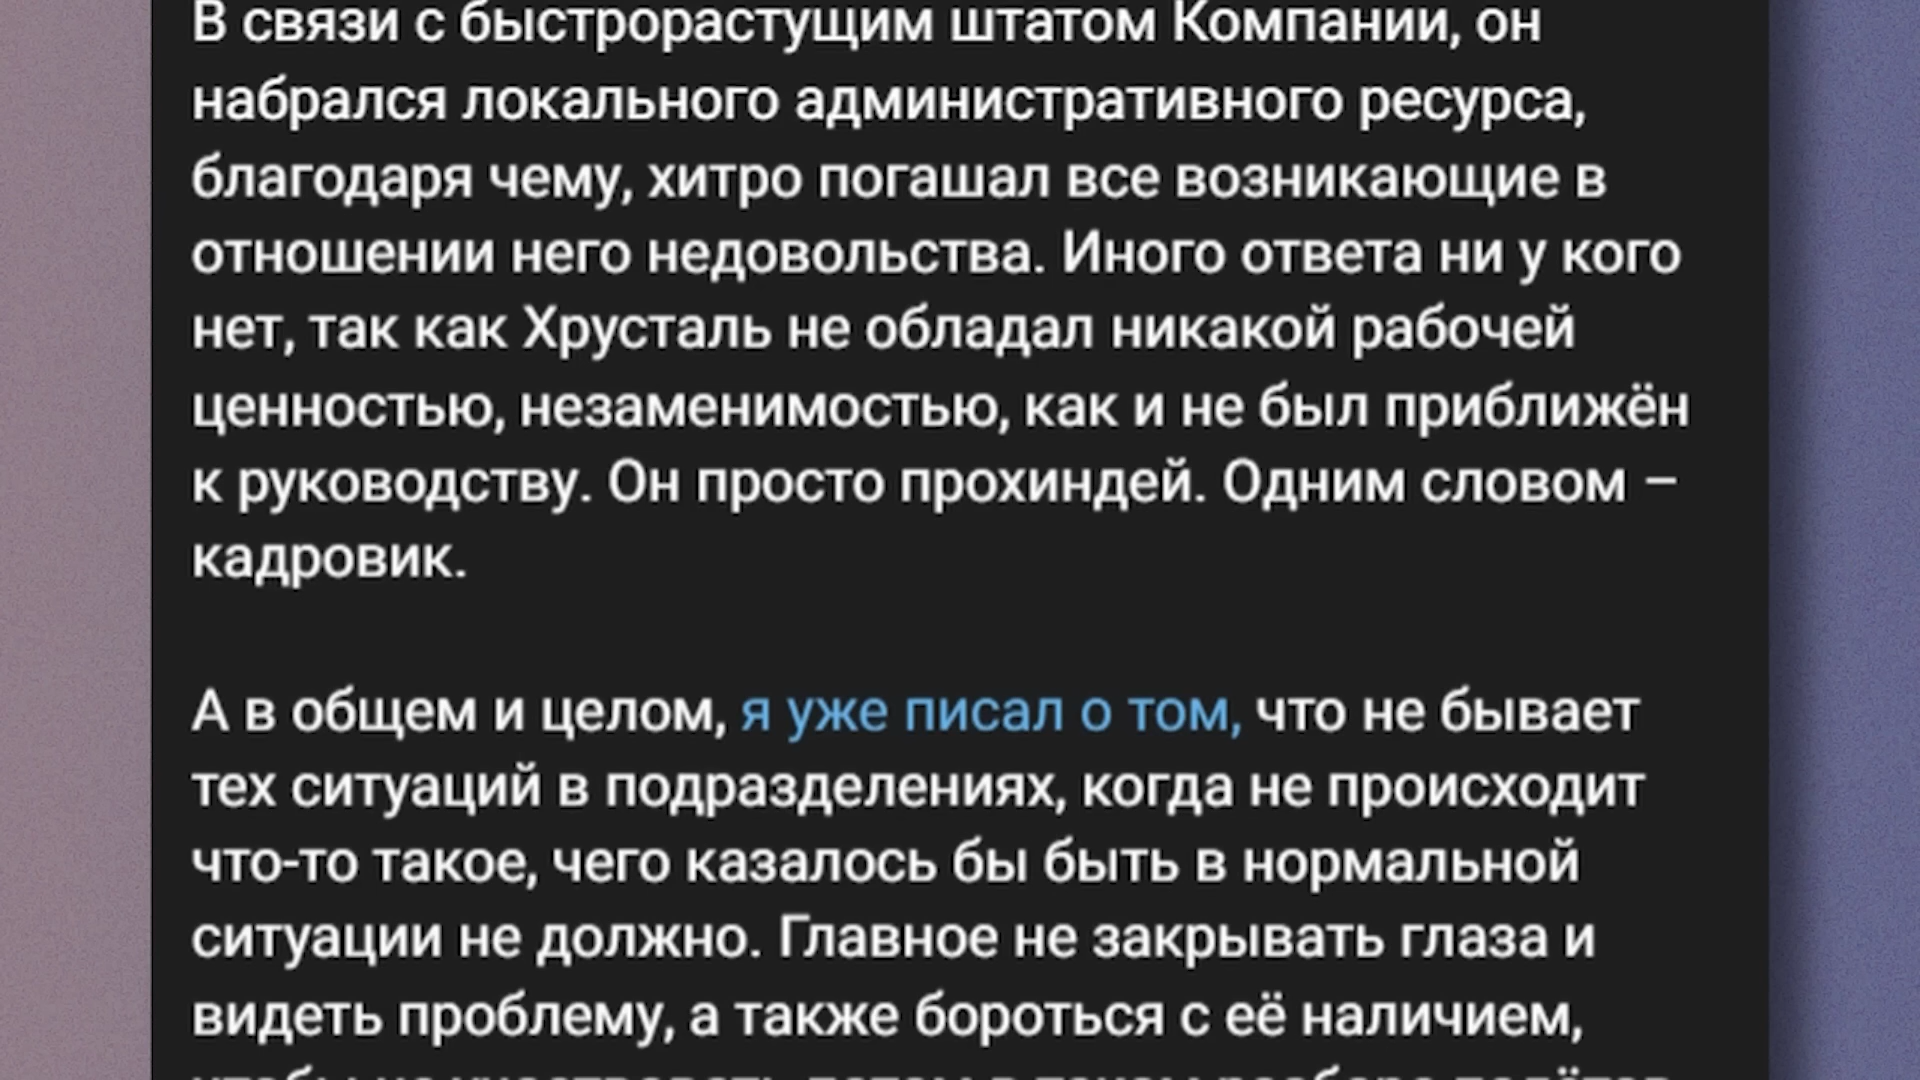 В связи с быстрорастущим штатом Компании, он
набрался локального административного ресурса,
благодаря чему, хитро погашал все возникающие в
отношении него недовольства. Иного ответа ни у кого
нет, так как Хрусталь не обладал никакой рабочей
ценностью, незаменимостью, как и не был приближён
к руководству. Он просто прохиндей. Одним словом –
кадровик.
А в общем и целом, я уже писал о том, что не бывает
тех ситуаций в подразделениях, когда не происходит
что-то такое, чего казалось бы быть в нормальной
ситуации не должно. Главное не закрывать глаза и
видеть проблему, а также бороться с её наличием,